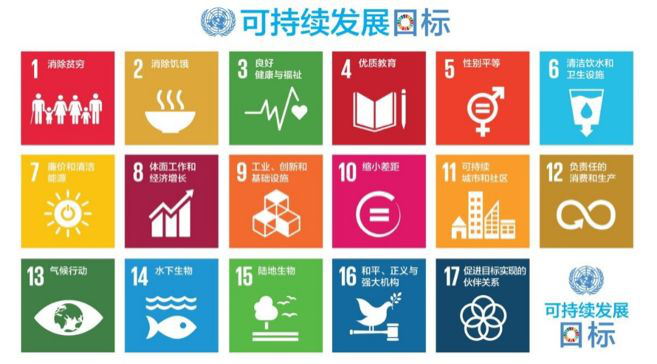 可持续发展目标
1 消除贫穷
2 消除饥饿
3 良好
健康与福祉
4 优质教育
5 性别平等
6 清洁饮水和
卫生设施
7 廉价和清洁
能源
8 体面工作和
经济增长
9 工业、创新和
基础设施
10 缩小差距
11 可持续
城市和社区
12 负责任的
消费和生产
13 气候行动
14 水下生物
15 陆地生物
16 和平、正义与
强大机构
17 促进目标实现的
伙伴关系
可持续发展
目标